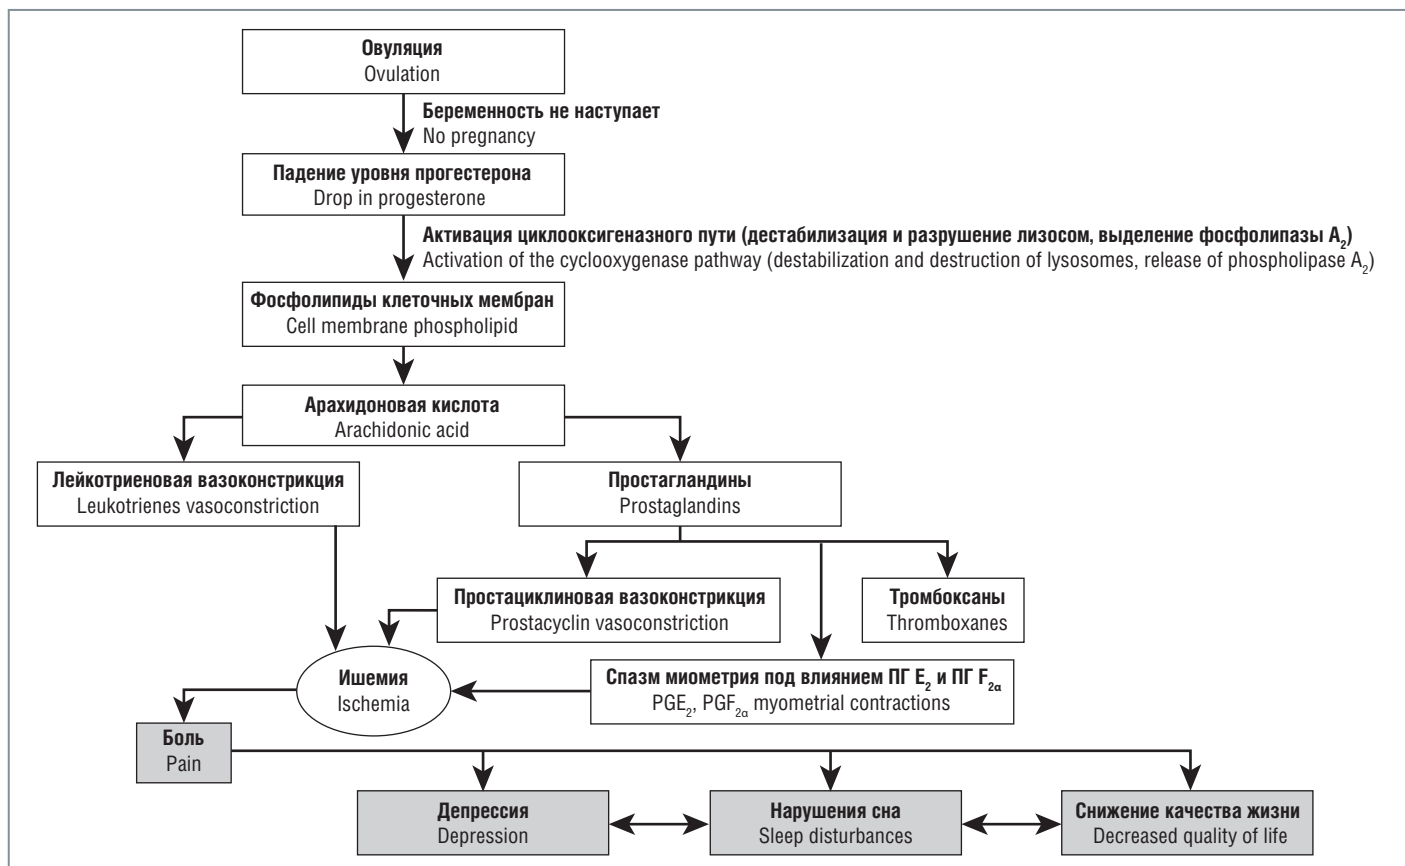 Овуляция
Ovulation
Беременность не наступает
No pregnancy
Падение уровня прогестерона
Drop in progesterone
Активация циклооксигеназного пути (дестабилизация и разрушение лизосом, выделение фосфолипазы A₂)
Activation of the cyclooxygenase pathway (destabilization and destruction of lysosomes, release of phospholipase A₂)
Фосфолипиды клеточных мембран
Cell membrane phospholipid
Арахидоновая кислота
Arachidonic acid
Лейкотриеновая вазоконстрикция
Leukotrienes vasoconstriction
Простагландины
Prostaglandins
Простациклиновая вазоконстрикция
Prostacyclin vasoconstriction
Тромбоксаны
Thromboxanes
Ишемия
Ischemia
Спазм миометрия под влиянием ПГ E₂ и ПГ F₂α
PGE₂, PGF₂α myometrial contractions
Боль
Pain
Депрессия
Depression
Нарушения сна
Sleep disturbances
Снижение качества жизни
Decreased quality of life